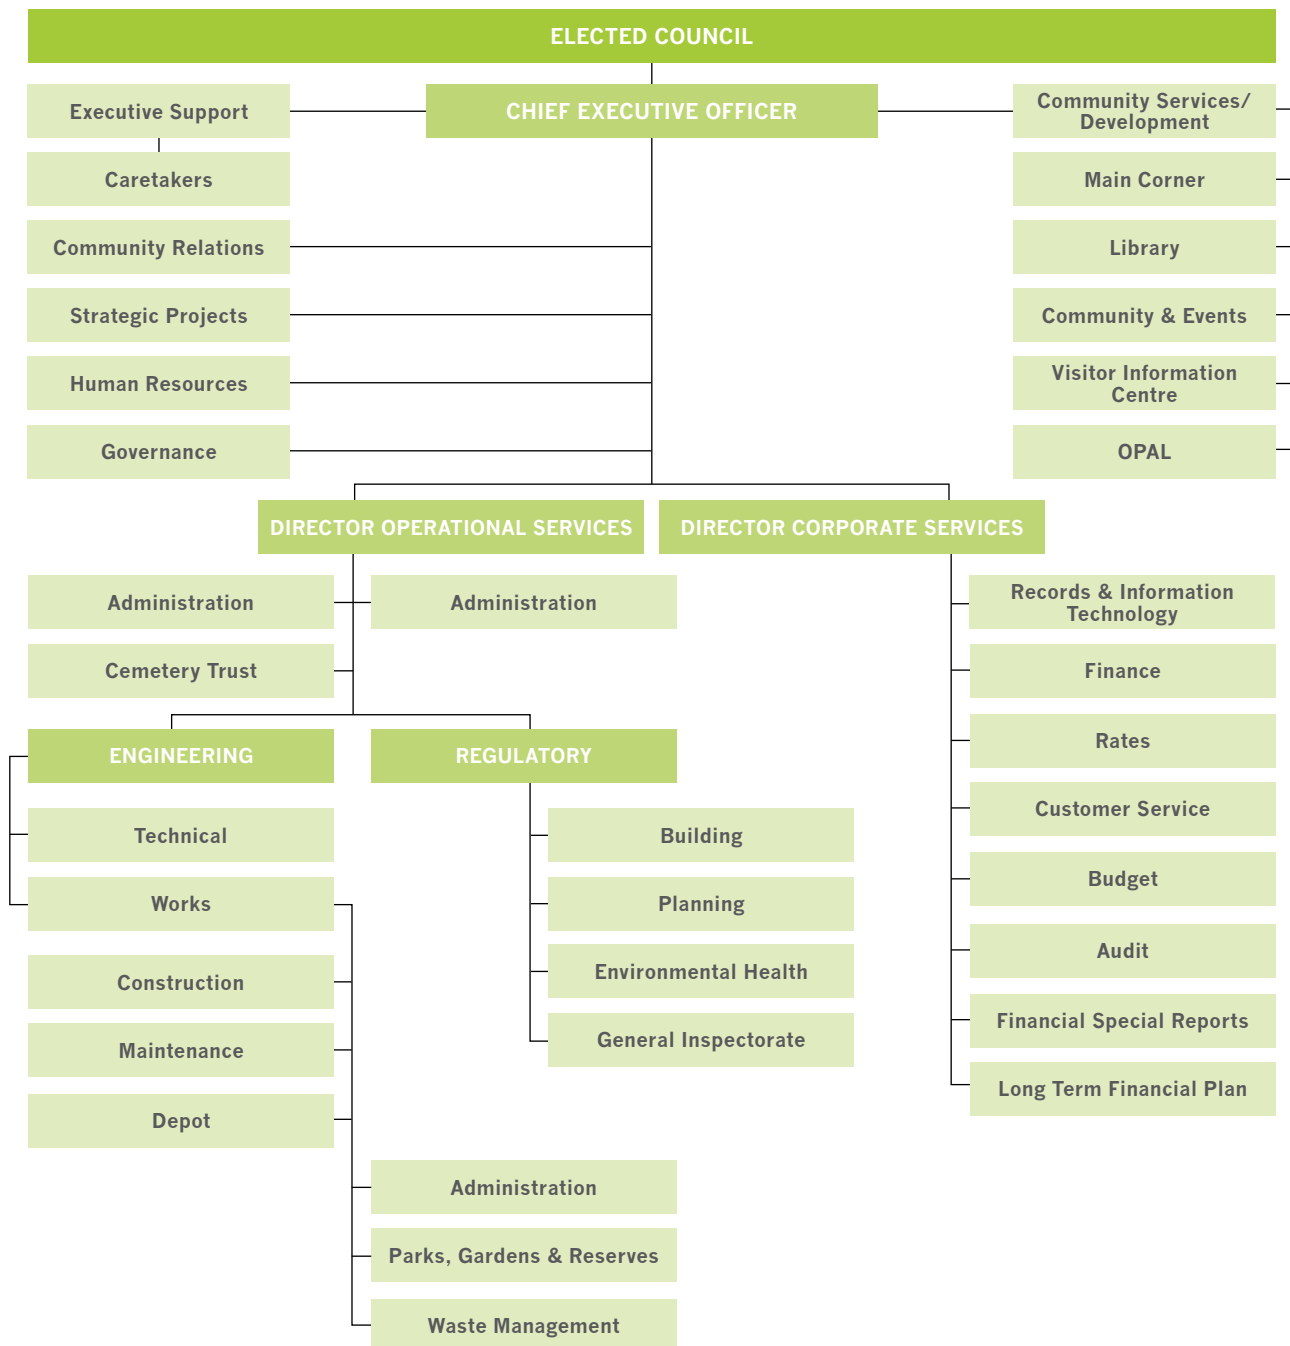 ELECTED COUNCIL
Executive Support
CHIEF EXECUTIVE OFFICER
Community Services/
Development
Caretakers
Main Corner
Community Relations
Library
Strategic Projects
Community & Events
Human Resources
Visitor Information
Centre
Governance
OPAL
DIRECTOR OPERATIONAL SERVICES
DIRECTOR CORPORATE SERVICES
Administration
Administration
Records & Information
Technology
Cemetery Trust
Finance
Rates
ENGINEERING
REGULATORY
Customer Service
Technical
Building
Budget
Works
Planning
Audit
Construction
Environmental Health
Financial Special Reports
Maintenance
General Inspectorate
Long Term Financial Plan
Depot
Administration
Parks, Gardens & Reserves
Waste Management